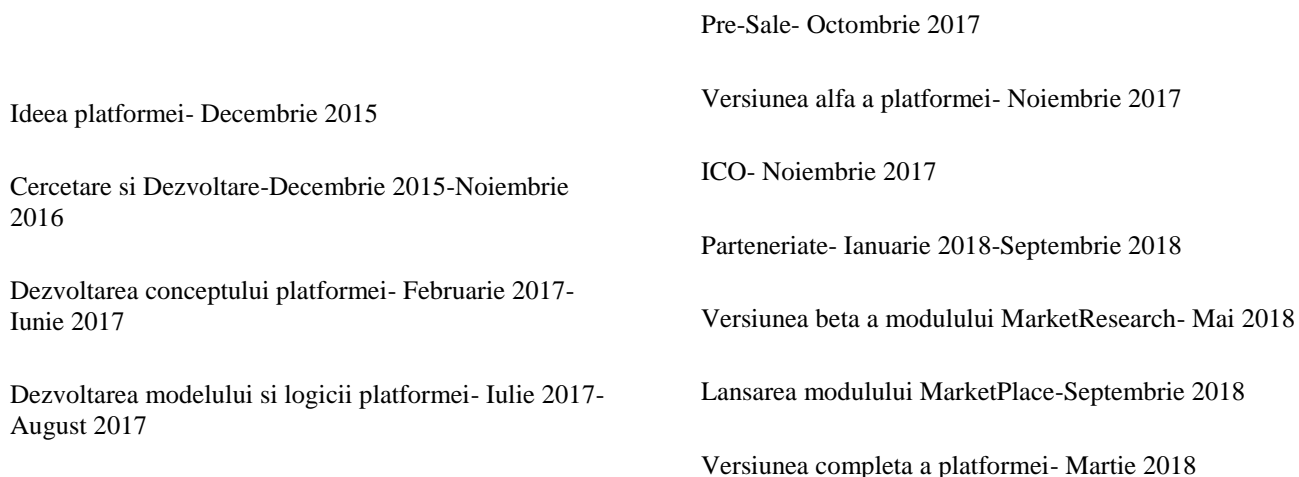 Ideea platformei- Decembrie 2015
Cercetare si Dezvoltare-Decembrie 2015-Noiembrie
2016
Dezvoltarea conceptului platformei- Februarie 2017-
Iunie 2017
Dezvoltarea modelului si logicii platformei- Iulie 2017-
August 2017
Pre-Sale- Octombrie 2017
Versiunea alfa a platformei- Noiembrie 2017
ICO- Noiembrie 2017
Parteneriate- Ianuarie 2018-Septembrie 2018
Versiunea beta a modulului MarketResearch- Mai 2018
Lansarea modulului MarketPlace-Septembrie 2018
Versiunea completa a platformei- Martie 2018